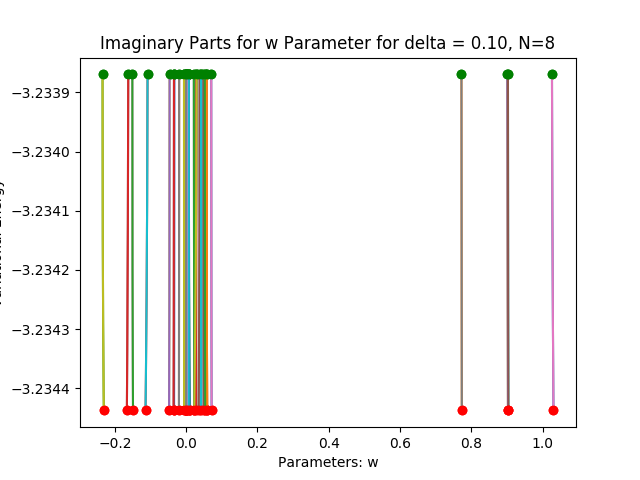 Imaginary Parts for w Parameter for delta = 0.10, N=8
−3.2339
−3.2340
−3.2341
−3.2342
−3.2343
−3.2344
−0.2 0.0 0.2 0.4 0.6 0.8 1.0
Parameters: w